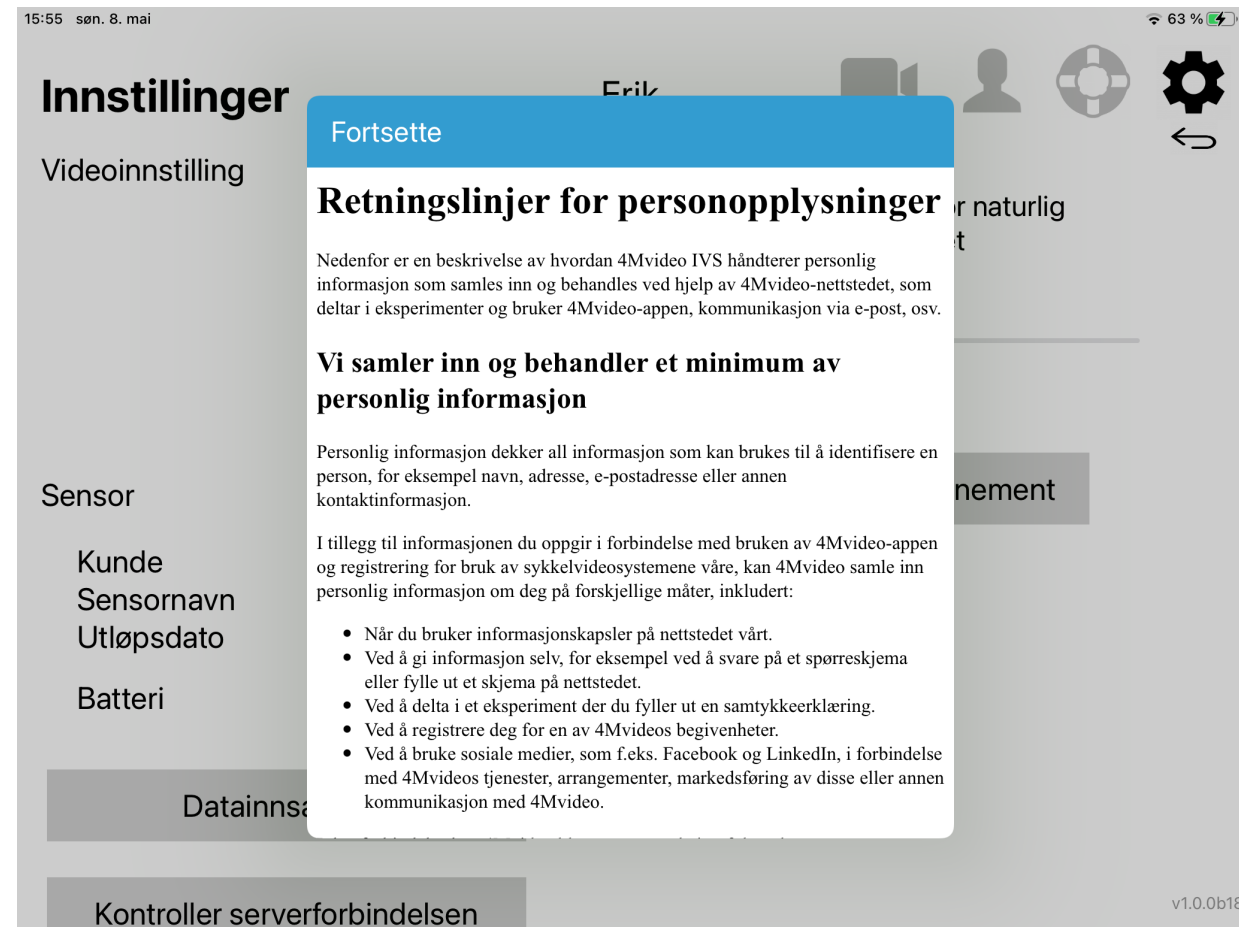 15:55 søn. 8. mai
63 %
Innstillinger
Erik
Videoinnstilling
r naturlig
et
Fortsette
Retningslinjer for personopplysninger
Nedenfor er en beskrivelse av hvordan 4Mvideo IVS håndterer personlig
informasjon som samles inn og behandles ved hjelp av 4Mvideo-nettstedet, som
deltar i eksperimenter og bruker 4Mvideo-appen, kommunikasjon via e-post, osv.
Vi samler inn og behandler et minimum av
personlig informasjon
Personlig informasjon dekker all informasjon som kan brukes til å identifisere en
person, for eksempel navn, adresse, e-postadresse eller annen
kontaktinformasjon.
I tillegg til informasjonen du oppgir i forbindelse med bruken av 4Mvideo-appen
og registrering for bruk av sykkelvideosystemene våre, kan 4Mvideo samle inn
personlig informasjon om deg på forskjellige måter, inkludert:
Når du bruker informasjonskapsler på nettstedet vårt.
Ved å gi informasjon selv, for eksempel ved å svare på et spørreskjema
eller fylle ut et skjema på nettstedet.
Ved å delta i et eksperiment der du fyller ut en samtykkeerklæring.
Ved å registrere deg for en av 4Mvideos begivenheter.
Ved å bruke sosiale medier, som f.eks. Facebook og LinkedIn, i forbindelse
med 4Mvideos tjenester, arrangementer, markedsføring av disse eller annen
kommunikasjon med 4Mvideo.
Sensor
nement
Kunde
Sensornavn
Utløpsdato
Batteri
Datainnsa
Kontroller serverforbindelsen
v1.0.0b18